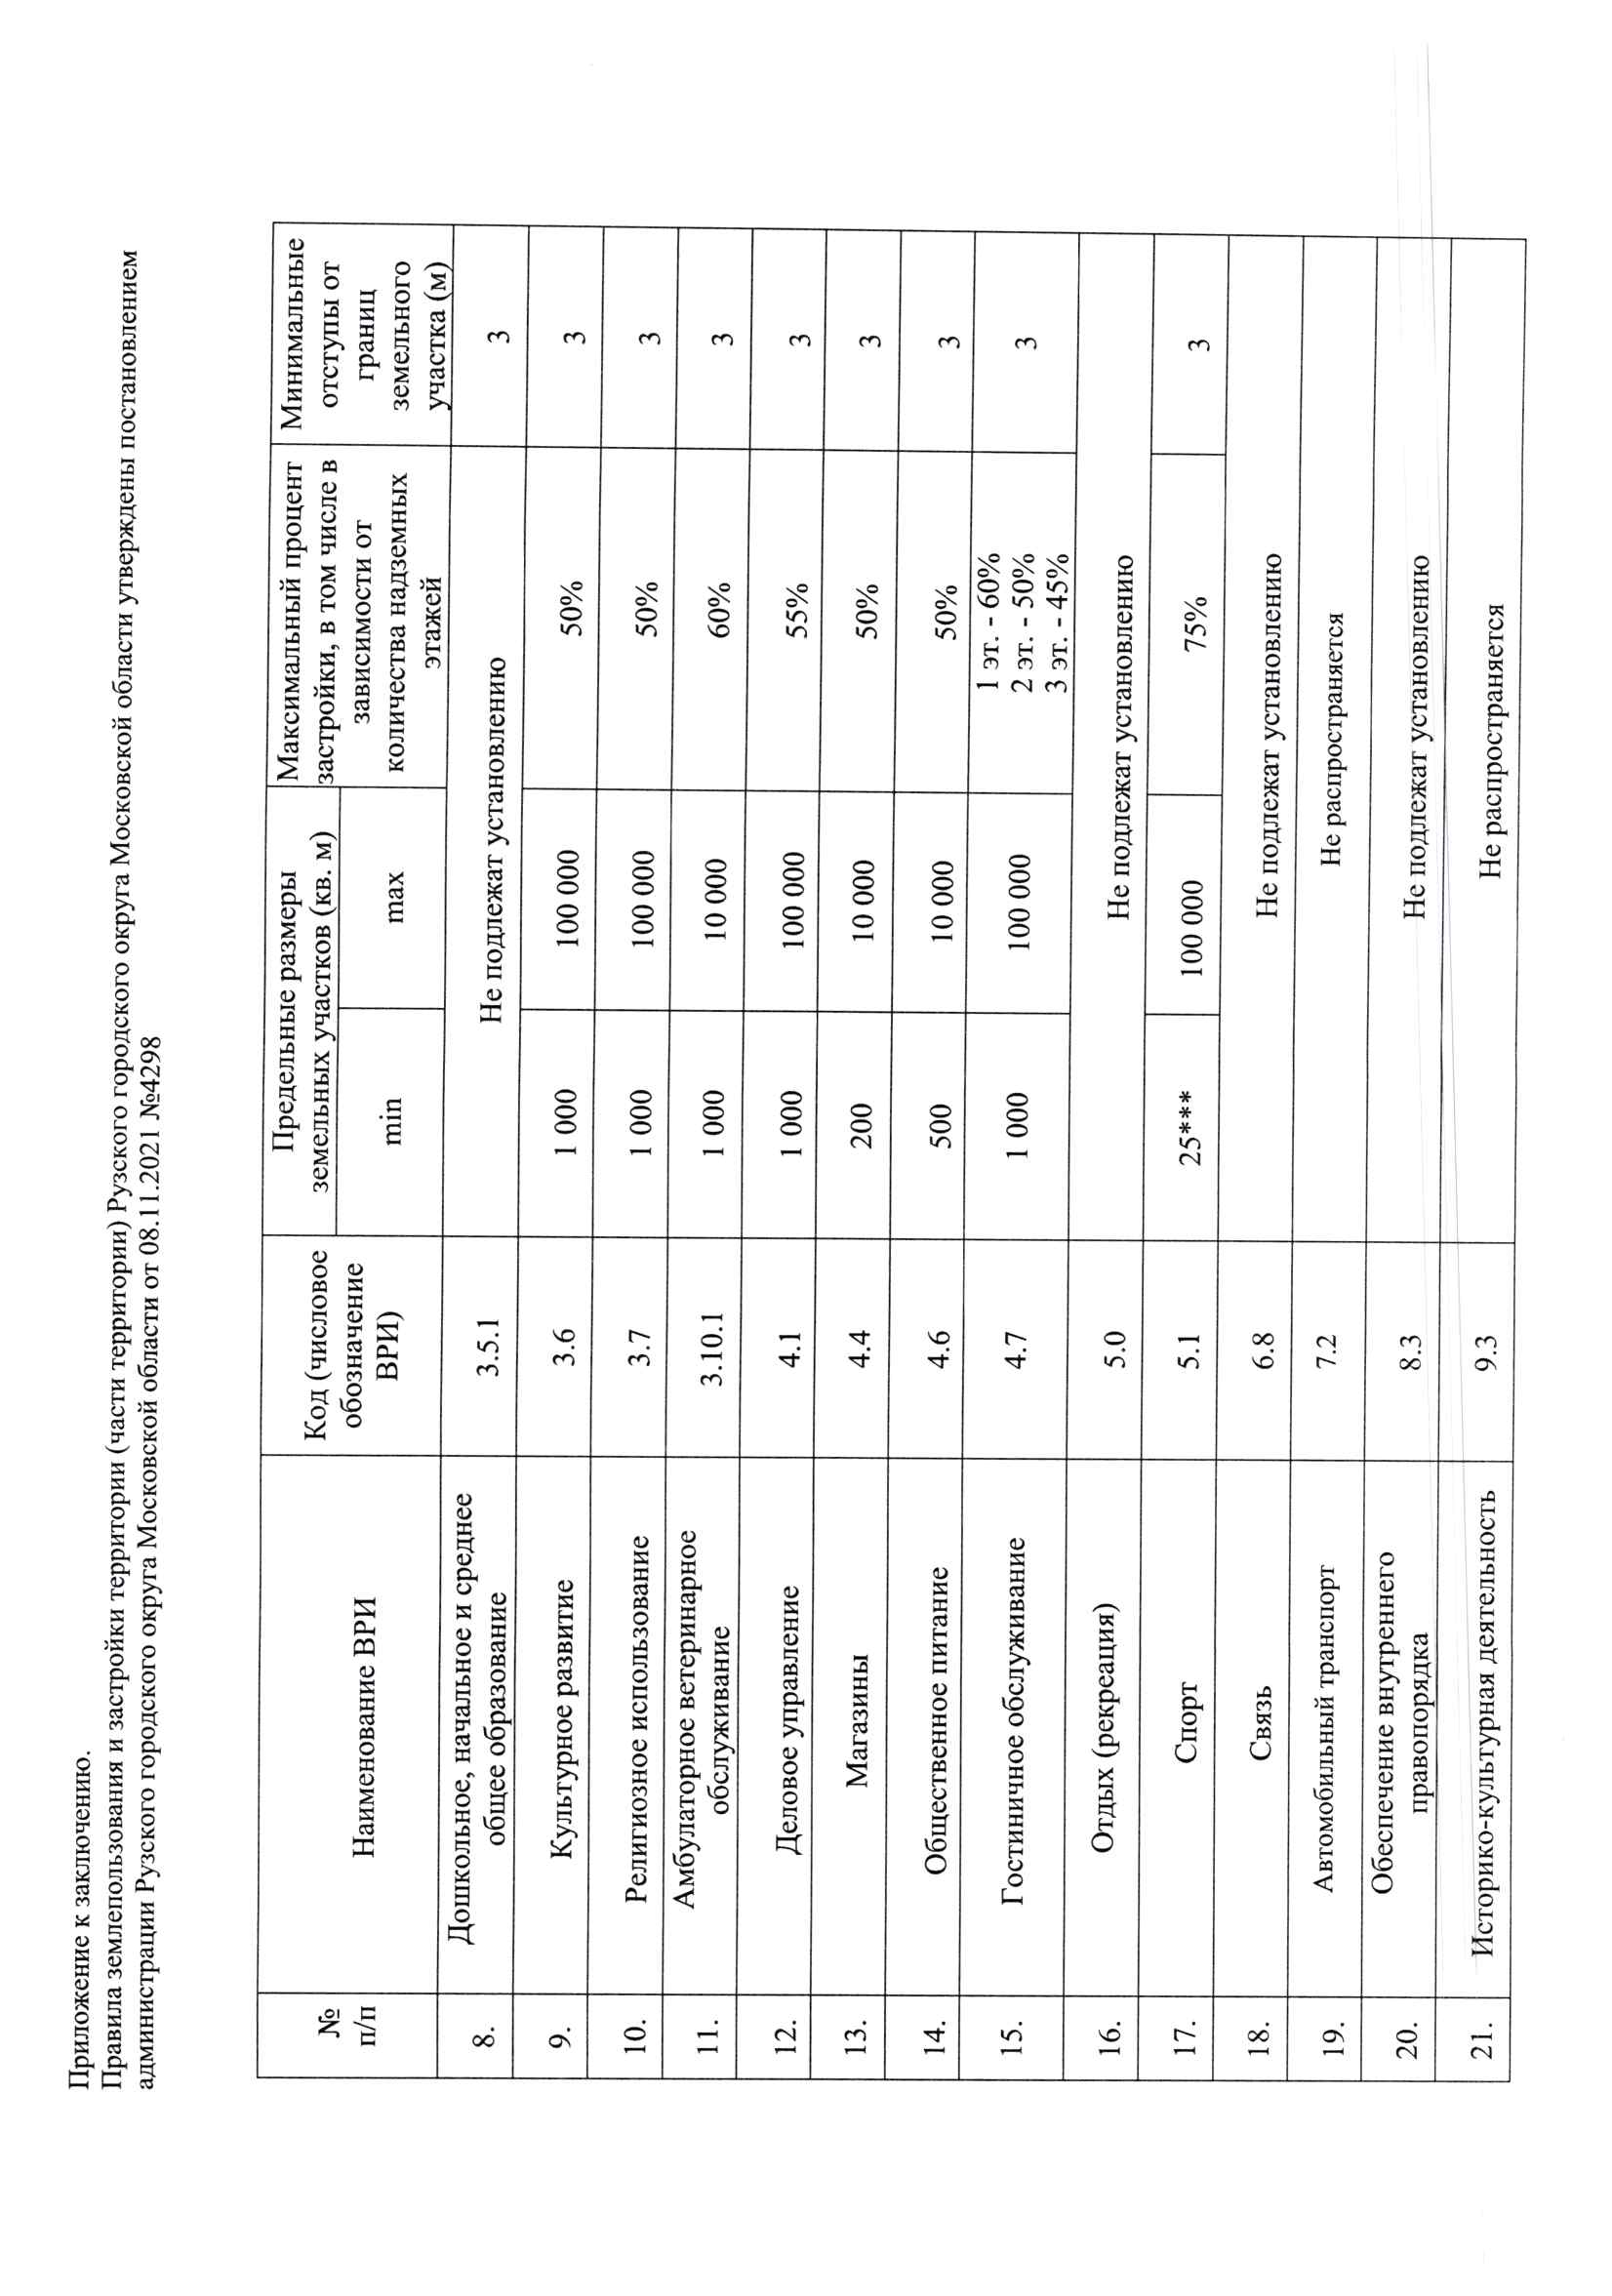 Приложение к заключению.
Правила землепользования и застройки территории (части территории) Рузского городского округа Московской области утверждены постановлением
администрации Рузского городского округа Московской области от 08.11.2021 №4298
№
п/п
Наименование ВРИ
Код (числовое
обозначение
ВРИ)
Предельные размеры
земельных участков (кв. м)
min
max
Максимальный процент
застройки, в том числе в
зависимости от
количества надземных
этажей
Минимальные
отступы от
границ
земельного
участка (м)
8.
Дошкольное, начальное и среднее
общее образование
3.5.1
Не подлежат установлению
3
9.
Культурное развитие
3.6
1 000
100 000
50%
3
10.
Религиозное использование
3.7
1 000
100 000
50%
3
11.
Амбулаторное ветеринарное
обслуживание
3.10.1
1 000
10 000
60%
3
12.
Деловое управление
4.1
1 000
100 000
55%
3
13.
Магазины
4.4
200
10 000
50%
3
14.
Общественное питание
4.6
500
10 000
50%
3
15.
Гостиничное обслуживание
4.7
1 000
100 000
1 эт. - 60%
2 эт. - 50%
3 эт. - 45%
3
16.
Отдых (рекреация)
5.0
Не подлежат установлению
17.
Спорт
5.1
25***
100 000
75%
3
18.
Связь
6.8
Не подлежат установлению
19.
Автомобильный транспорт
7.2
Не распространяется
20.
Обеспечение внутреннего
правопорядка
8.3
Не подлежат установлению
21.
Историко-культурная деятельность
9.3
Не распространяется